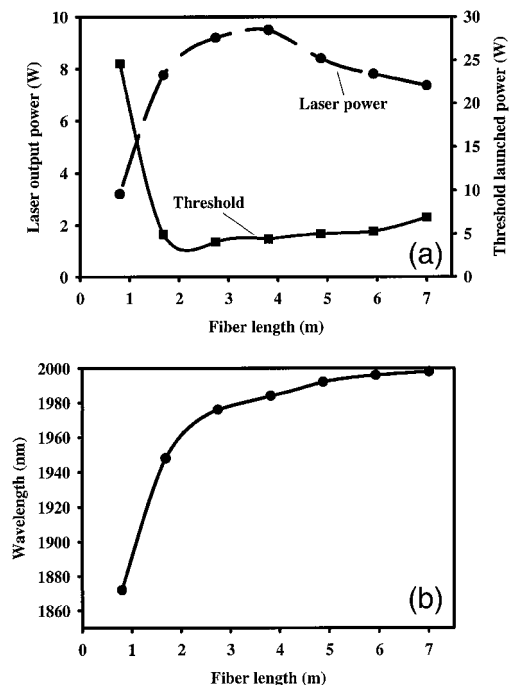 10
8
6
4
2
0
Laser output power (W)
30
25
20
15
10
5
0
Threshold launched power (W)
Laser power
Threshold
(a)
0 1 2 3 4 5 6 7
Fiber length (m)
2000
1980
1960
1940
1920
1900
1880
1860
Wavelength (nm)
(b)
0 1 2 3 4 5 6 7
Fiber length (m)